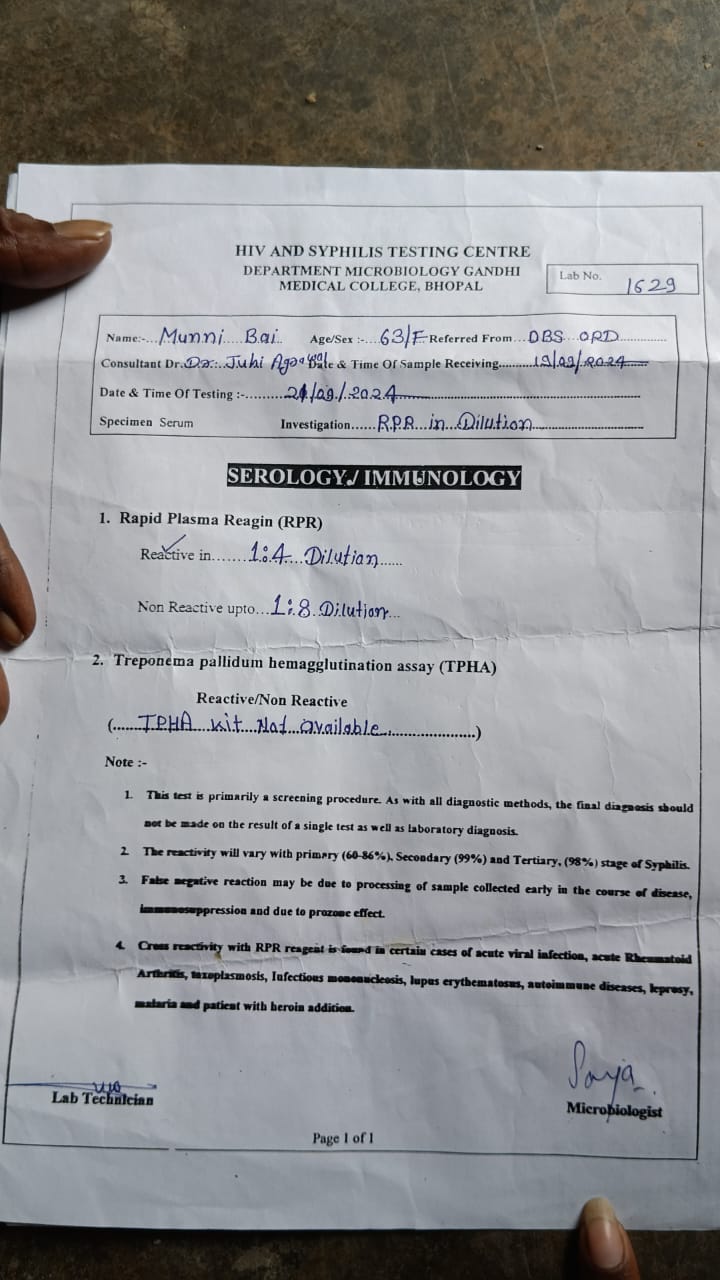 HIV AND SYPHILIS TESTING CENTRE
DEPARTMENT MICROBIOLOGY GANDHI
MEDICAL COLLEGE, BHOPAL
Lab No. 1629
Name:-...Munni....Bai.. Age/Sex :-...63/F Referred From...OBS...OPD.............
Consultant Dr. Dr... Juhi Agarwal Date & Time Of Sample Receiving..........19/09/2024
Date & Time Of Testing :-.........21/09/2024
Specimen Serum Investigation......R.P.R...in...Dilution
SEROLOGY / IMMUNOLOGY
1. Rapid Plasma Reagin (RPR)
Reactive in.......1:4....Dilution......
Non Reactive upto...1:8.Dilution...
2. Treponema pallidum hemagglutination assay (TPHA)
Reactive/Non Reactive
(......TPHA...kit...Not...available......................)
Note :-
1. This test is primarily a screening procedure. As with all diagnostic methods, the final diagnosis should
not be made on the result of a single test as well as laboratory diagnosis.
2. The reactivity will vary with primary (60-86%), Secondary (99%) and Tertiary, (98%) stage of Syphilis.
3. False negative reaction may be due to processing of sample collected early in the course of disease,
immunosuppression and due to prozone effect.
4. Cross reactivity with RPR reagent is found in certain cases of acute viral infection, acute Rheumatoid
Arthritis, taxoplasmosis, Infectious mononucleosis, lupus erythematosus, autoimmune diseases, leprosy,
malaria and patient with heroin addition.
Lab Technician
Microbiologist
Page 1 of 1